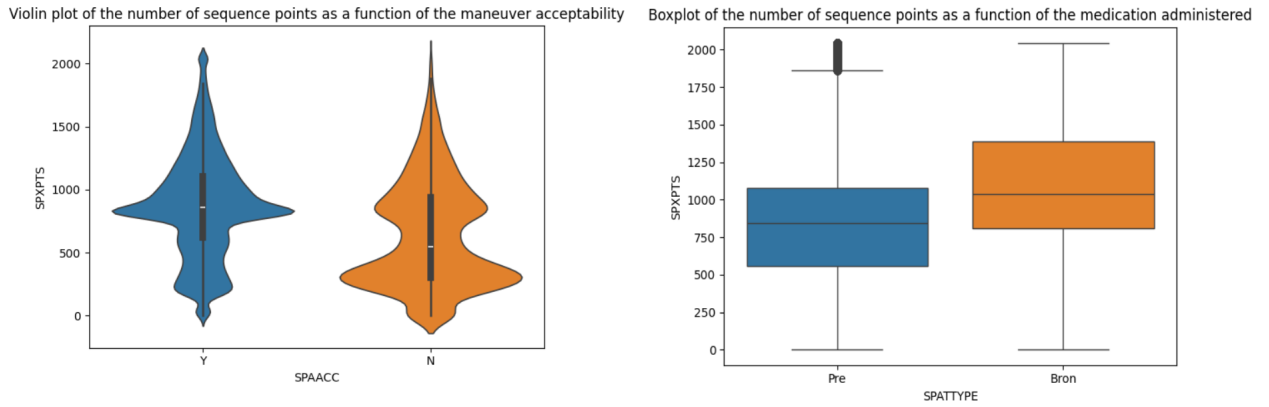 Violin plot of the number of sequence points as a function of the maneuver acceptability
2000
1500
1000
500
0
SPXPTS
Y
N
SPAACC
Boxplot of the number of sequence points as a function of the medication administered
2000
1750
1500
1250
1000
750
500
250
0
SPXPTS
Pre
Bron
SPATTYPE